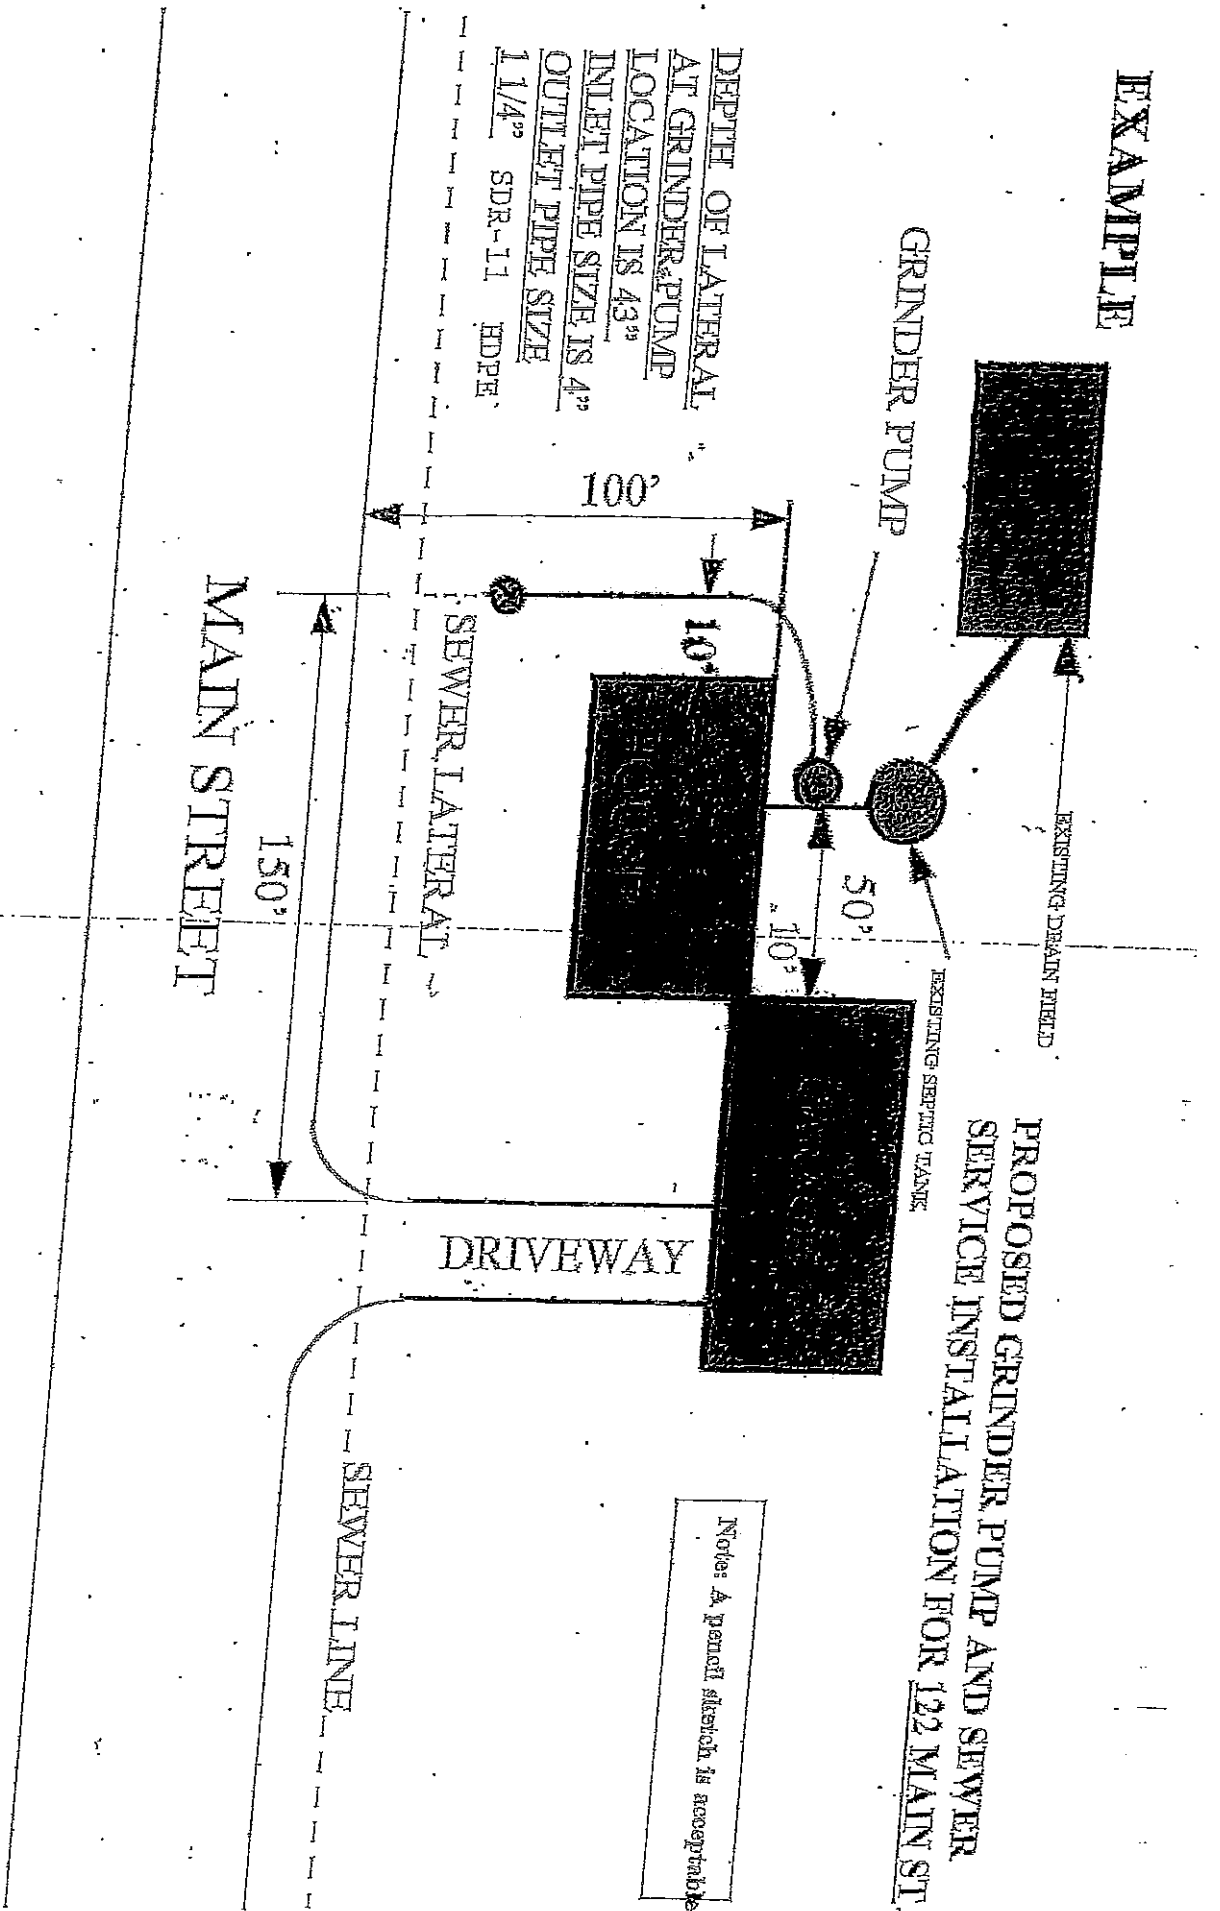 EXAMPLE
PROPOSED GRINDER PUMP AND SEWER
SERVICE INSTALLATION FOR 122 MAIN ST.
EXISTING DRAIN FIELD
EXISTING SEPTIC TANK
GRINDER PUMP
50'
10'
DEPTH OF LATERAL
AT GRINDER PUMP
LOCATION IS 43"
INLET PIPE SIZE IS 4"
OUTLET PIPE SIZE
1 1/4" SDR-11 HDPE
100'
10'
HOUSE
Note: A pencil sketch is acceptable
DRIVEWAY
SEWER LATERAL
SEWER LINE
150'
MAIN STREET